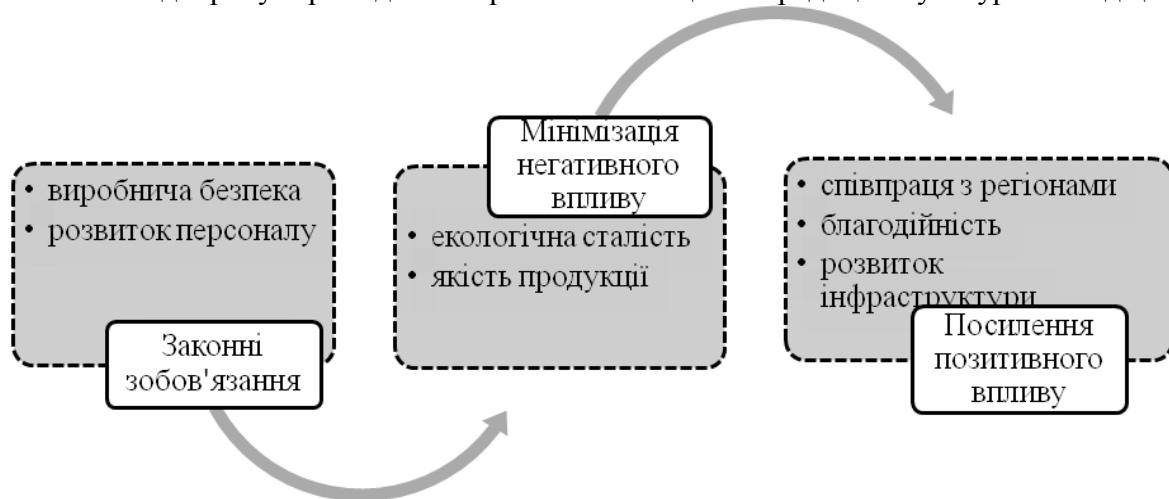 • виробнича безпека
• розвиток персоналу
Законні
зобов'язання
Мінімізація
негативного
впливу
• екологічна сталість
• якість продукції
• співпраця з регіонами
• благодійність
• розвиток
інфраструктури
Посилення
позитивного
впливу